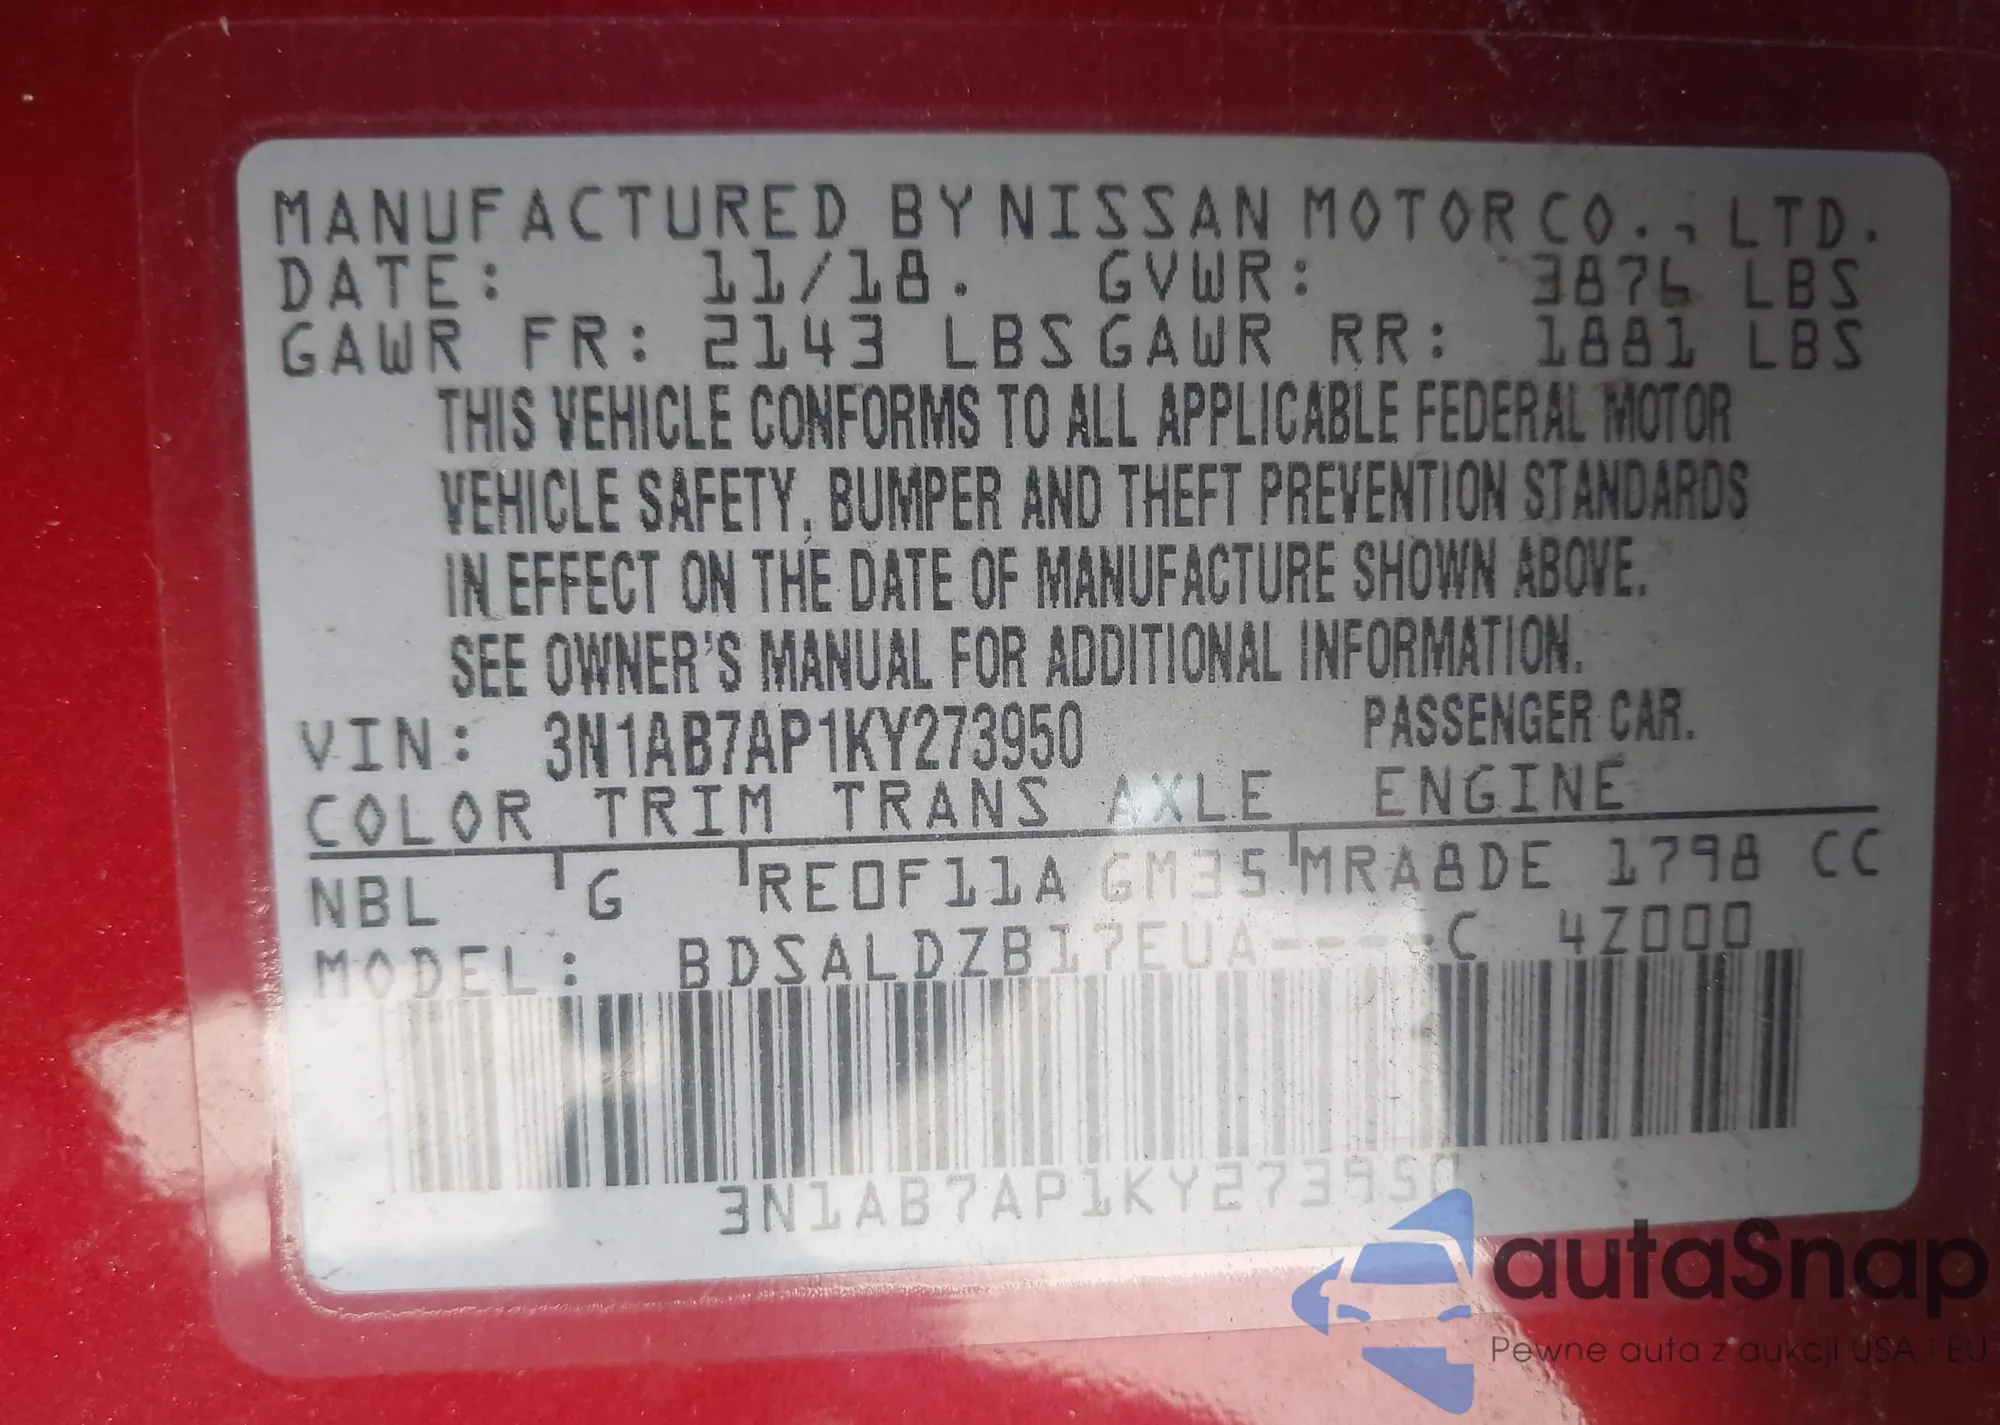 MANUFACTURED BY NISSAN MOTOR CO., LTD.
DATE: 11/18. GVWR: 3876 LBS
GAWR FR: 2143 LBS GAWR RR: 1881 LBS
THIS VEHICLE CONFORMS TO ALL APPLICABLE FEDERAL MOTOR
VEHICLE SAFETY, BUMPER AND THEFT PREVENTION STANDARDS
IN EFFECT ON THE DATE OF MANUFACTURE SHOWN ABOVE.
SEE OWNER'S MANUAL FOR ADDITIONAL INFORMATION.
VIN: 3N1AB7AP1KY273950 PASSENGER CAR.
COLOR TRIM TRANS AXLE ENGINE
NBL G RE0F11A GM35 MRA8DE 1798 CC
MODEL: BDSALDZB17EUA----C 4Z000
3N1AB7AP1KY273950
autaSnap
Pewne auta z aukcji USA i EU